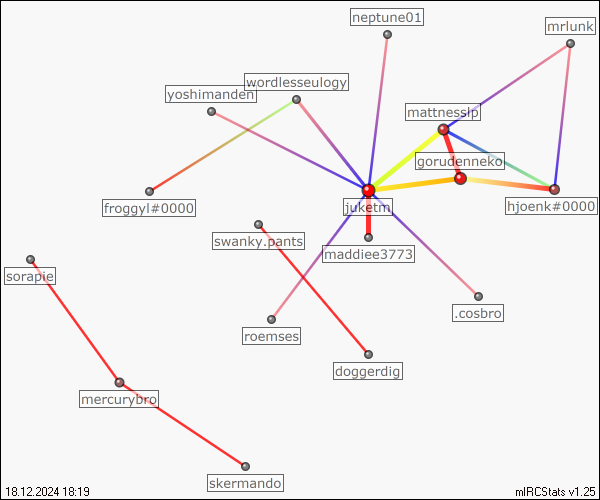 neptune01
mrlunk
wordlesseulogy
yoshimanden
mattnesslp
gorudenneko
juketm
hjoenk#0000
froggyl#0000
swanky.pants
maddiee3773
sorapie
.cosbro
roemses
doggerdig
mercurybro
skermando
18.12.2024 18:19
mIRCStats v1.25